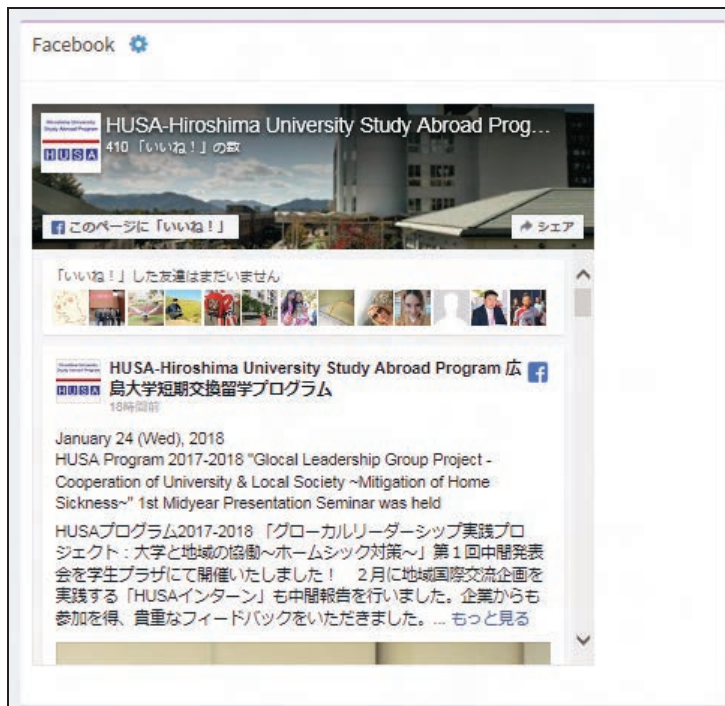 Facebook
Hiroshima University
Study Abroad Program
HUSA
HUSA-Hiroshima University Study Abroad Prog...
410 「いいね！」の数
このページに「いいね！」
シェア
「いいね！」した友達はまだいません
Hiroshima University
Study Abroad Program
HUSA
HUSA-Hiroshima University Study Abroad Program 広
島大学短期交換留学プログラム
18時間前
January 24 (Wed), 2018
HUSA Program 2017-2018 "Glocal Leadership Group Project -
Cooperation of University & Local Society ~Mitigation of Home
Sickness~" 1st Midyear Presentation Seminar was held
HUSAプログラム2017-2018 「グローカルリーダーシップ実践プロ
ジェクト：大学と地域の協働～ホームシック対策～」第１回中間発表
会を学生プラザにて開催いたしました！　２月に地域国際交流企画を
実践する「HUSAインターン」も中間報告を行いました。企業からも
参加を得、貴重なフィードバックをいただきました。... もっと見る